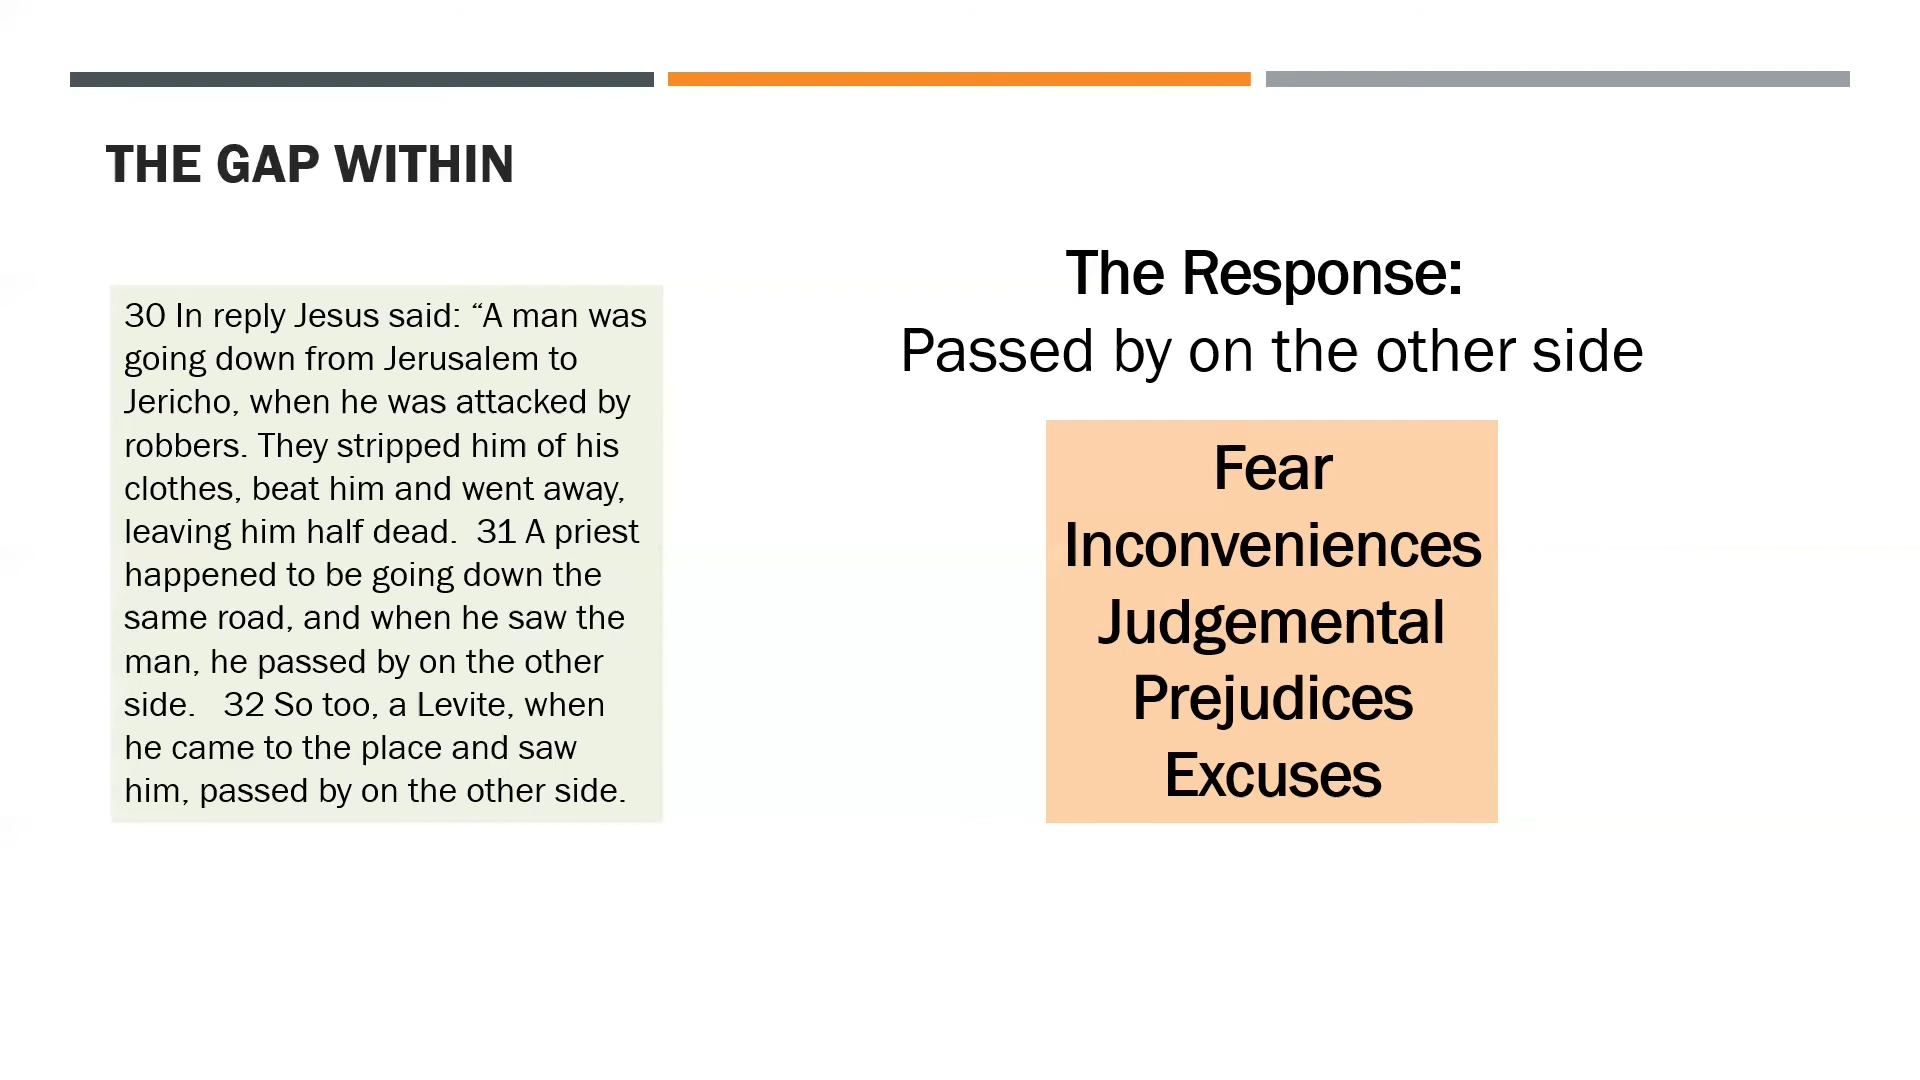 THE GAP WITHIN
30 In reply Jesus said: “A man was
going down from Jerusalem to
Jericho, when he was attacked by
robbers. They stripped him of his
clothes, beat him and went away,
leaving him half dead.  31 A priest
happened to be going down the
same road, and when he saw the
man, he passed by on the other
side.   32 So too, a Levite, when
he came to the place and saw
him, passed by on the other side.
The Response:
Passed by on the other side
Fear
Inconveniences
Judgemental
Prejudices
Excuses